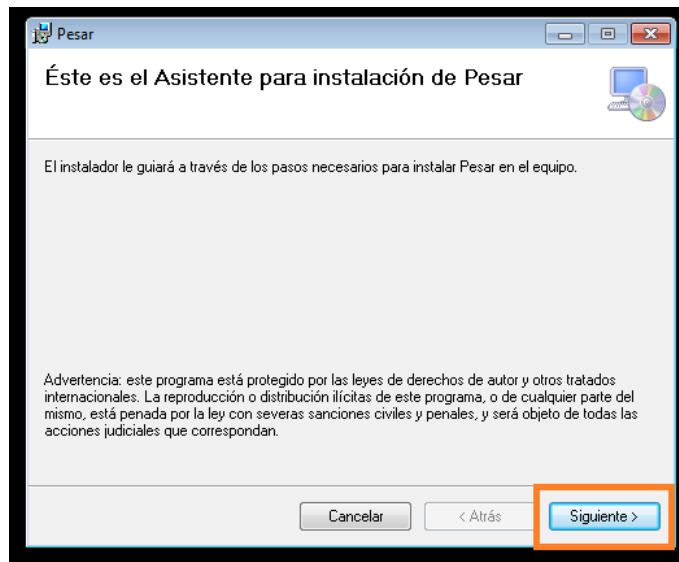 Pesar
Éste es el Asistente para instalación de Pesar
El instalador le guiará a través de los pasos necesarios para instalar Pesar en el equipo.
Advertencia: este programa está protegido por las leyes de derechos de autor y otros tratados
internacionales. La reproducción o distribución ilícitas de este programa, o de cualquier parte del
mismo, está penada por la ley con severas sanciones civiles y penales, y será objeto de todas las
acciones judiciales que correspondan.
Cancelar
< Atrás
Siguiente >